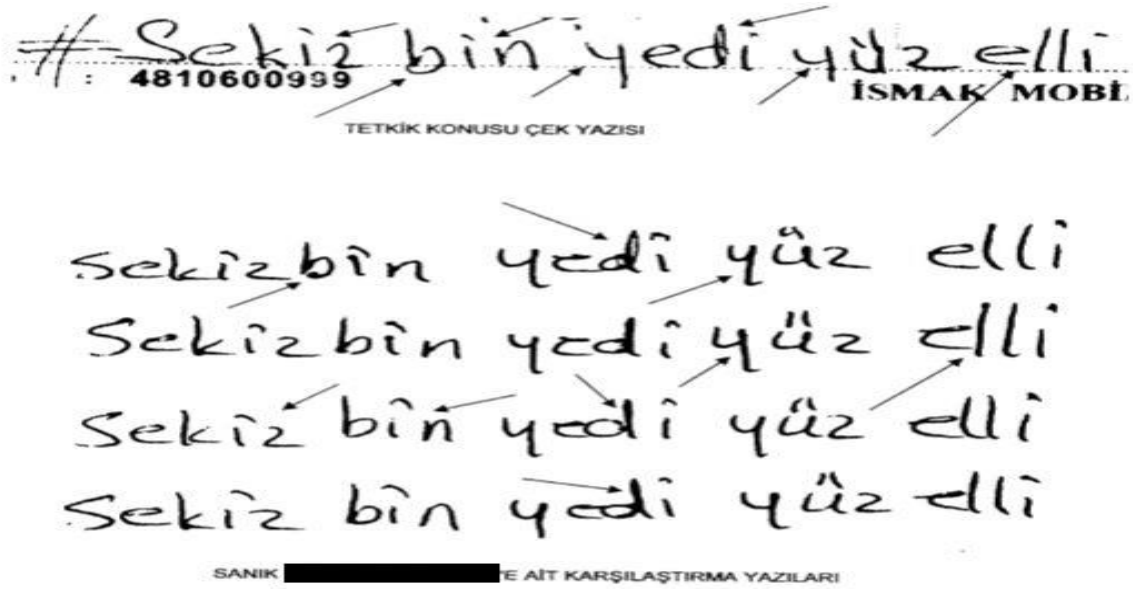 #-Sekiz bin yedi yüz elli
: 4810600999 İSMAK MOBİL
TETKİK KONUSU ÇEK YAZISI
sekizbin yedi yüz elli
Sekizbin yedi yüz elli
Sekiz bin yedi yüz elli
Sekiz bin yedi yüz elli
SANIK 'E AİT KARŞILAŞTIRMA YAZILARI